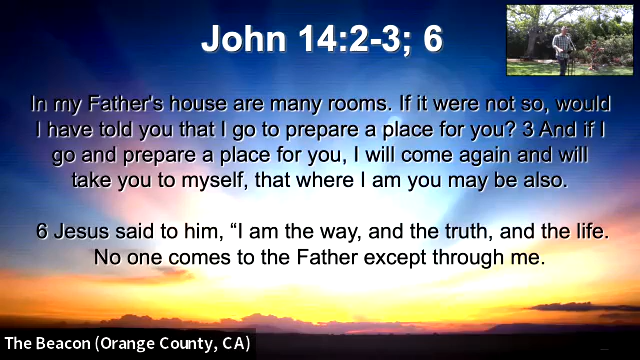 John 14:2-3; 6
In my Father's house are many rooms. If it were not so, would
I have told you that I go to prepare a place for you? 3 And if I
go and prepare a place for you, I will come again and will
take you to myself, that where I am you may be also.
6 Jesus said to him, “I am the way, and the truth, and the life.
No one comes to the Father except through me.
The Beacon (Orange County, CA)